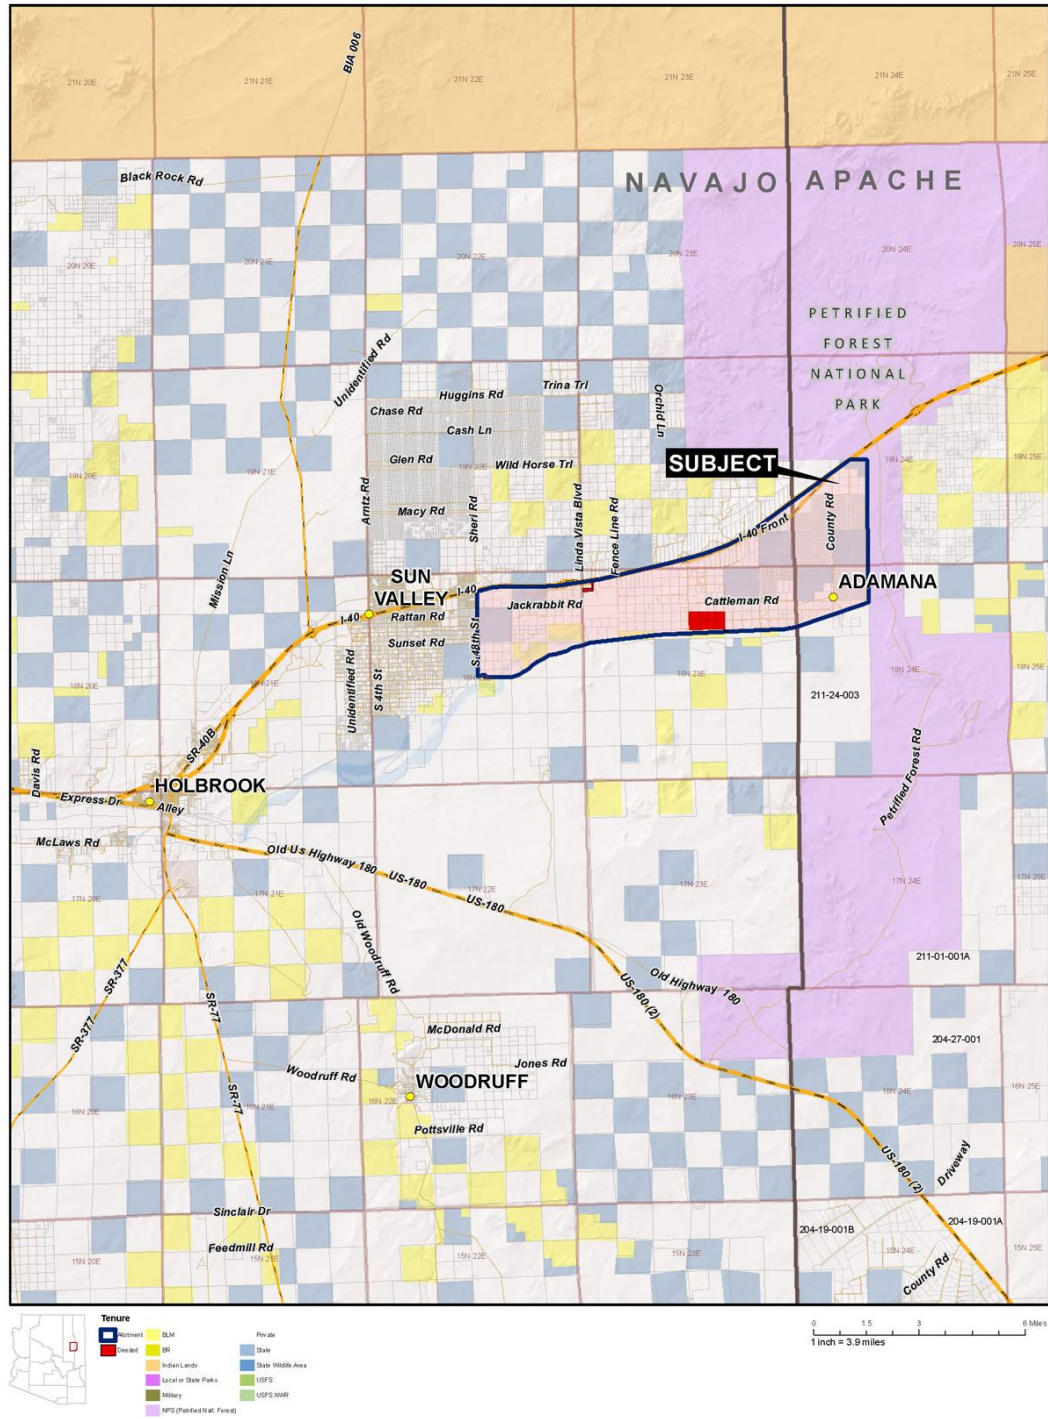 21N 20E
21N 21E
BIA 006
21N 22E
21N 23E
21N 24E
21N 25E
Black Rock Rd
NAVAJO
APACHE
20N 20E
20N 21E
20N 22E
20N 23E
20N 24E
20N 25E
PETRIFIED
FOREST
NATIONAL
PARK
Unidentified Rd
Trina Trl
Huggins Rd
Chase Rd
Orchid Ln
Cash Ln
Glen Rd
19N 22E
Wild Horse Trl
SUBJECT
19N 20E
19N 21E
19N 24E
19N 25E
Arntz Rd
Macy Rd
Sheri Rd
Linda Vista Blvd
Fence Line Rd
I-40 Front
County Rd
Mission Ln
SUN
VALLEY
I-40
I-40
ADAMANA
Rattan Rd
Jackrabbit Rd
Cattleman Rd
Sunset Rd
S 48th St
Unidentified Rd
S 4th St
18N 20E
18N 21E
18N 23E
18N 25E
211-24-003
SR-40B
Davis Rd
HOLBROOK
Express Dr
Alley
Petrified Forest Rd
McLaws Rd
Old Us Highway 180
US-180
US-180
17N 20E
17N 21E
17N 22E
17N 23E
17N 24E
17N 25E
Old Woodruff Rd
211-01-001A
SR-377
SR-377
SR-77
Old Highway 180
US-180 (2)
McDonald Rd
204-27-001
Jones Rd
Woodruff Rd
WOODRUFF
SR-77
16N 20E
16N 21E
16N 22E
16N 23E
16N 24E
16N 25E
Pottsville Rd
US-180 (2)
Driveway
Sinclair Dr
204-19-001B
204-19-001A
Feedmill Rd
15N 20E
15N 21E
15N 22E
15N 23E
15N 24E
15N 25E
County Rd
Tenure
Allotment
Deeded
BLM
BR
Indian Lands
Local or State Parks
Military
NPS (Petrified Natl. Forest)
Private
State
State Wildlife Area
USFS
USFS NWR
0 1.5 3 6 Miles
1 inch = 3.9 miles